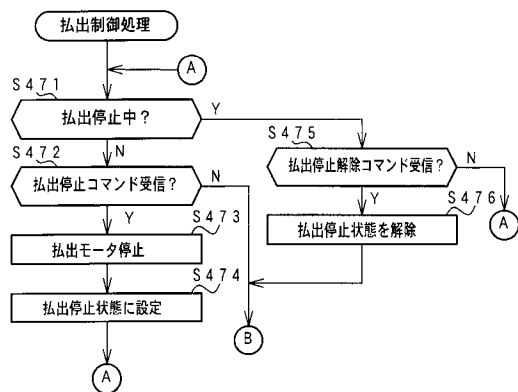 払出制御処理
A
S471
払出停止中?
Y
N
S472
払出停止コマンド受信?
N
Y
S473
払出モータ停止
S474
払出停止状態に設定
A
S475
払出停止解除コマンド受信?
N
Y
A
S476
払出停止状態を解除
B